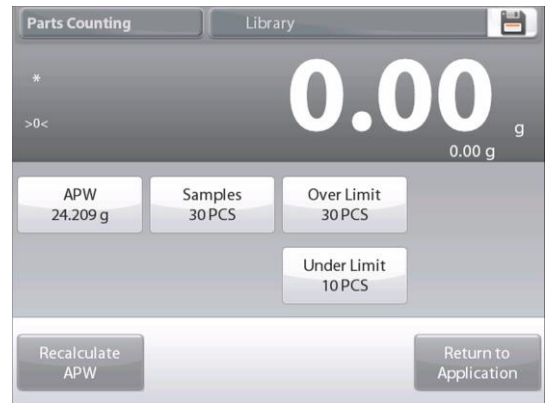 Parts Counting
Library
*
>0<
0.00 g
0.00 g
APW
24.209 g
Samples
30 PCS
Over Limit
30 PCS
Under Limit
10 PCS
Recalculate
APW
Return to
Application